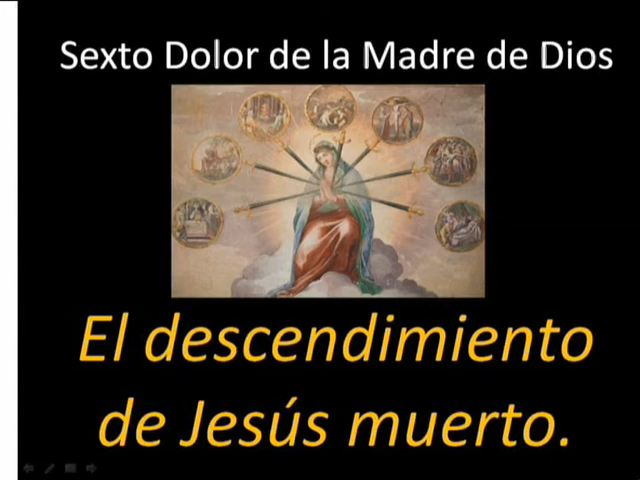 Sexto Dolor de la Madre de Dios
El descendimiento
de Jesús muerto.